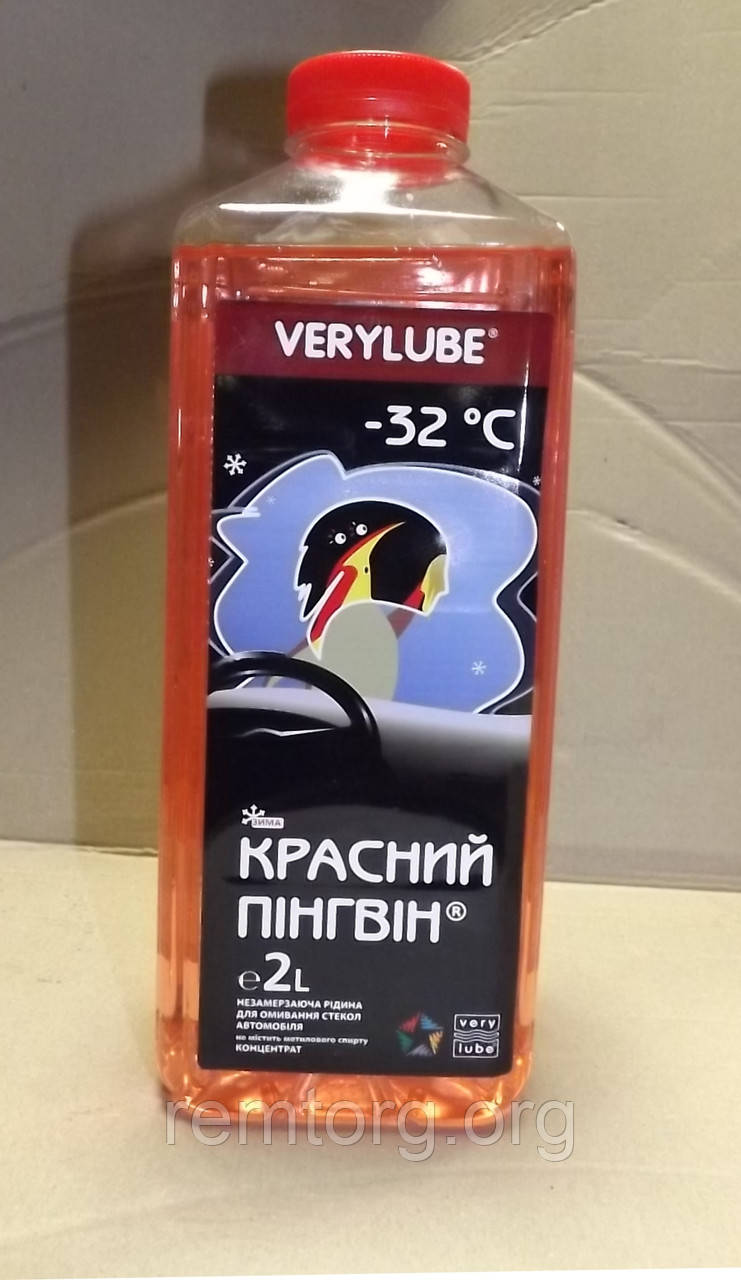 VERYLUBE®
-32 °C
ЗИМА
КРАСНИЙ
ПІНГВІН®
e2L
НЕЗАМЕРЗАЮЧА РІДИНА
ДЛЯ ОМИВАННЯ СТЕКОЛ
АВТОМОБІЛЯ
не містить метилового спирту
КОНЦЕНТРАТ
very
lube
remtorg.org